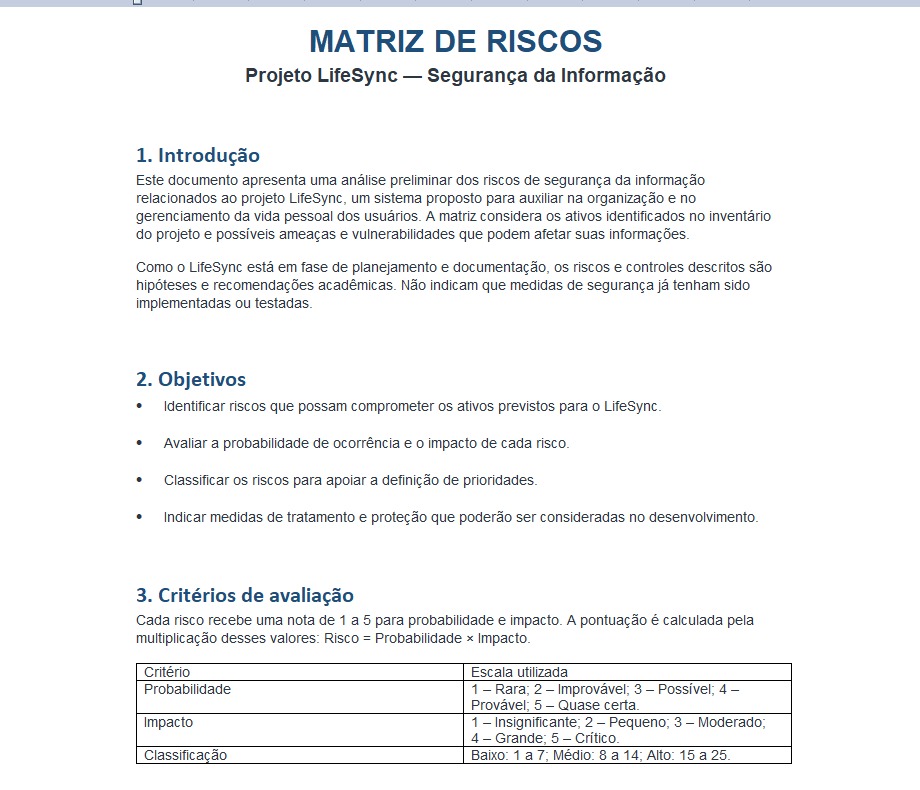 MATRIZ DE RISCOS
Projeto LifeSync — Segurança da Informação
1. Introdução
Este documento apresenta uma análise preliminar dos riscos de segurança da informação
relacionados ao projeto LifeSync, um sistema proposto para auxiliar na organização e no
gerenciamento da vida pessoal dos usuários. A matriz considera os ativos identificados no inventário
do projeto e possíveis ameaças e vulnerabilidades que podem afetar suas informações.
Como o LifeSync está em fase de planejamento e documentação, os riscos e controles descritos são
hipóteses e recomendações acadêmicas. Não indicam que medidas de segurança já tenham sido
implementadas ou testadas.
2. Objetivos
• Identificar riscos que possam comprometer os ativos previstos para o LifeSync.
• Avaliar a probabilidade de ocorrência e o impacto de cada risco.
• Classificar os riscos para apoiar a definição de prioridades.
• Indicar medidas de tratamento e proteção que poderão ser consideradas no desenvolvimento.
3. Critérios de avaliação
Cada risco recebe uma nota de 1 a 5 para probabilidade e impacto. A pontuação é calculada pela
multiplicação desses valores: Risco = Probabilidade × Impacto.
Critério Escala utilizada
Probabilidade 1 – Rara; 2 – Improvável; 3 – Possível; 4 –
Provável; 5 – Quase certa.
Impacto 1 – Insignificante; 2 – Pequeno; 3 – Moderado;
4 – Grande; 5 – Crítico.
Classificação Baixo: 1 a 7; Médio: 8 a 14; Alto: 15 a 25.